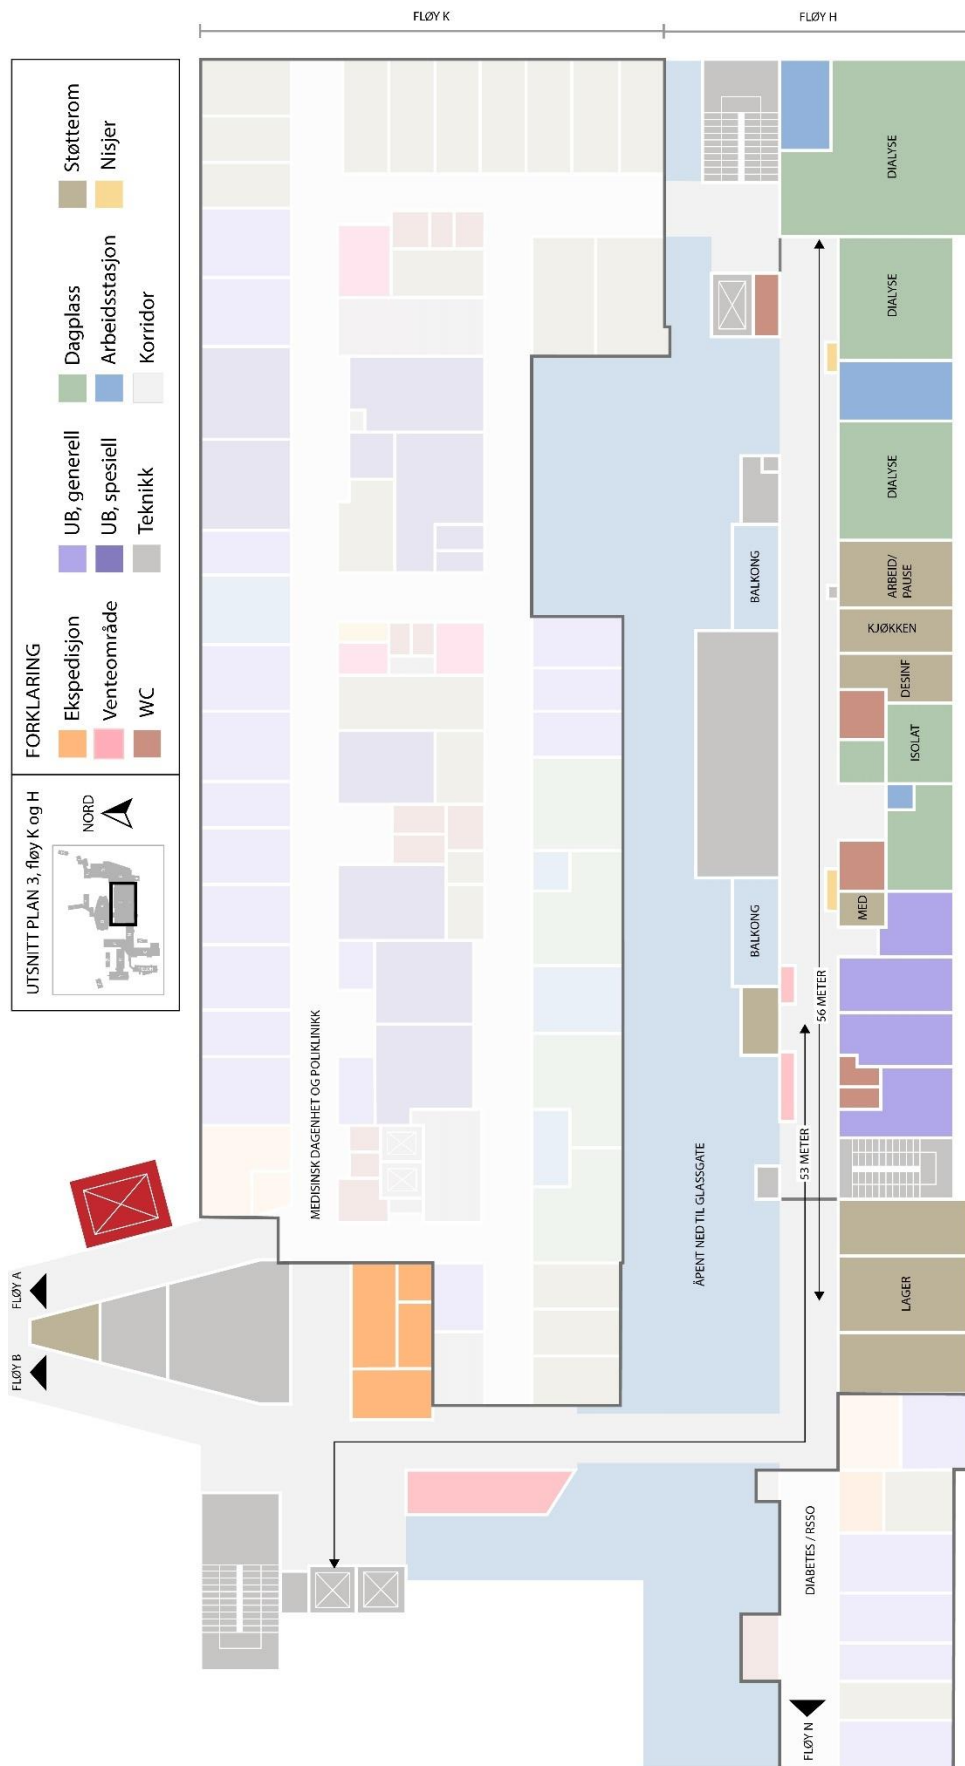 FLØY K
FLØY H
FORKLARING
Ekspedisjon
Venteområde
WC
UB, generell
UB, spesiell
Teknikk
Dagplass
Arbeidsstasjon
Korridor
Støtterom
Nisjer
UTSNITT PLAN 3, fløy K og H
NORD
DIALYSE
DIALYSE
DIALYSE
ARBEID/
PAUSE
KJØKKEN
DESINF
ISOLAT
MED
BALKONG
BALKONG
56 METER
53 METER
MEDISINSK DAGENHET OG POLIKLINIKK
ÅPENT NED TIL GLASSGATE
LAGER
FLØY A
FLØY B
DIABETES / RSSO
FLØY N